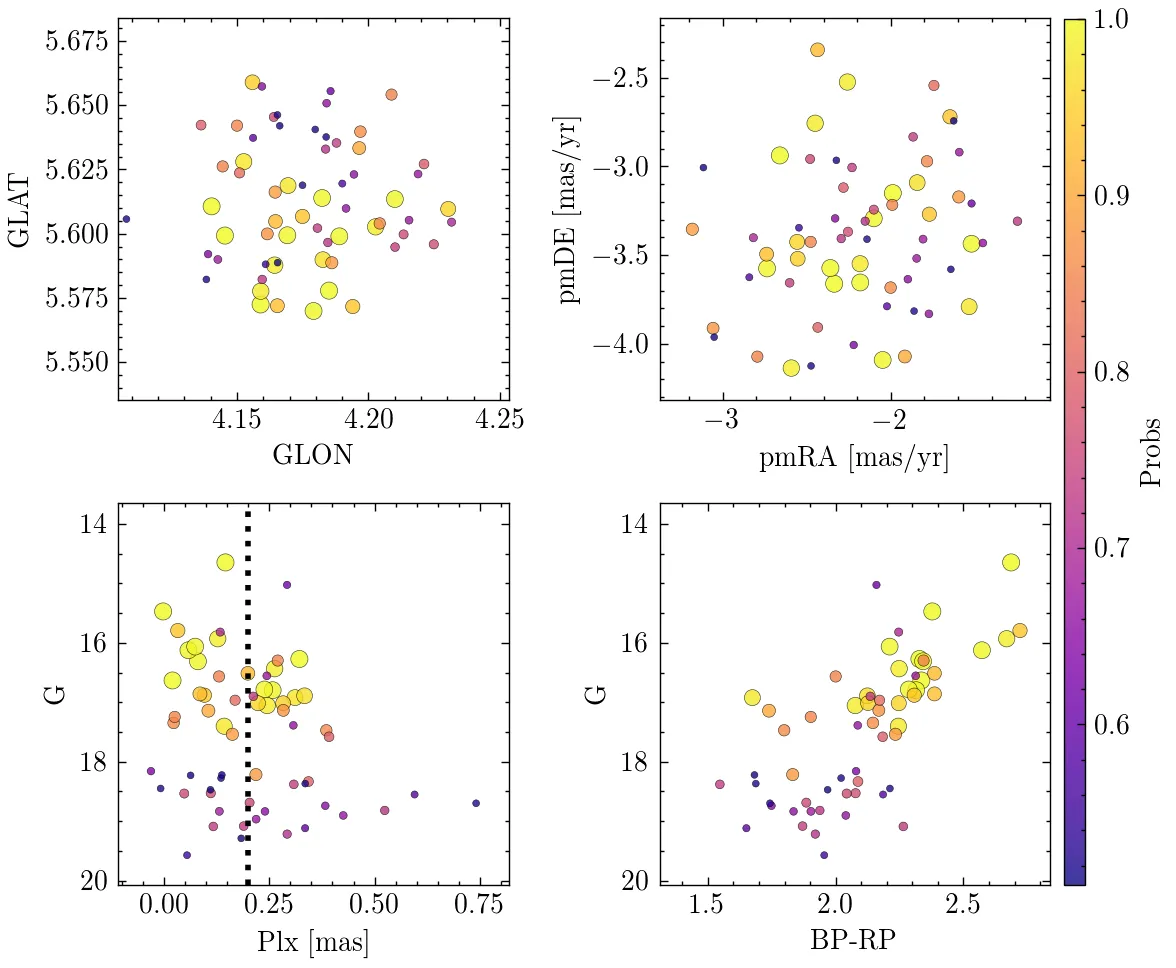 5.675
5.650
5.625
5.600
5.575
5.550
GLAT
4.15 4.20 4.25
GLON
−2.5
−3.0
−3.5
−4.0
pmDE [mas/yr]
−3 −2
pmRA [mas/yr]
14
16
18
20
G
0.00 0.25 0.50 0.75
Plx [mas]
14
16
18
20
G
1.5 2.0 2.5
BP-RP
1.0
0.9
0.8
0.7
0.6
Probs